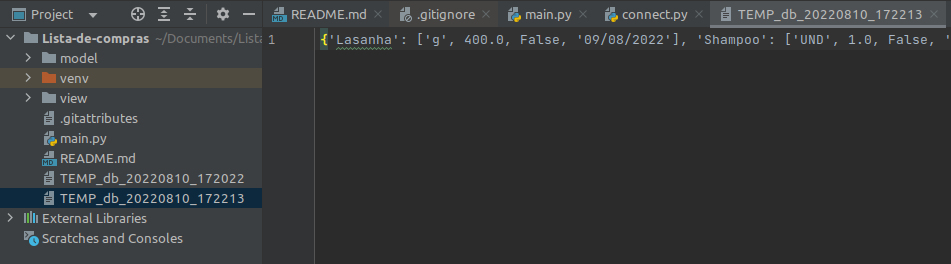 Project
README.md
.gitignore
main.py
connect.py
TEMP_db_20220810_172213
Lista-de-compras ~/Documents/Lista
model
venv
view
.gitattributes
main.py
README.md
TEMP_db_20220810_172022
TEMP_db_20220810_172213
External Libraries
Scratches and Consoles
1 {'Lasanha': ['g', 400.0, False, '09/08/2022'], 'Shampoo': ['UND', 1.0, False, '